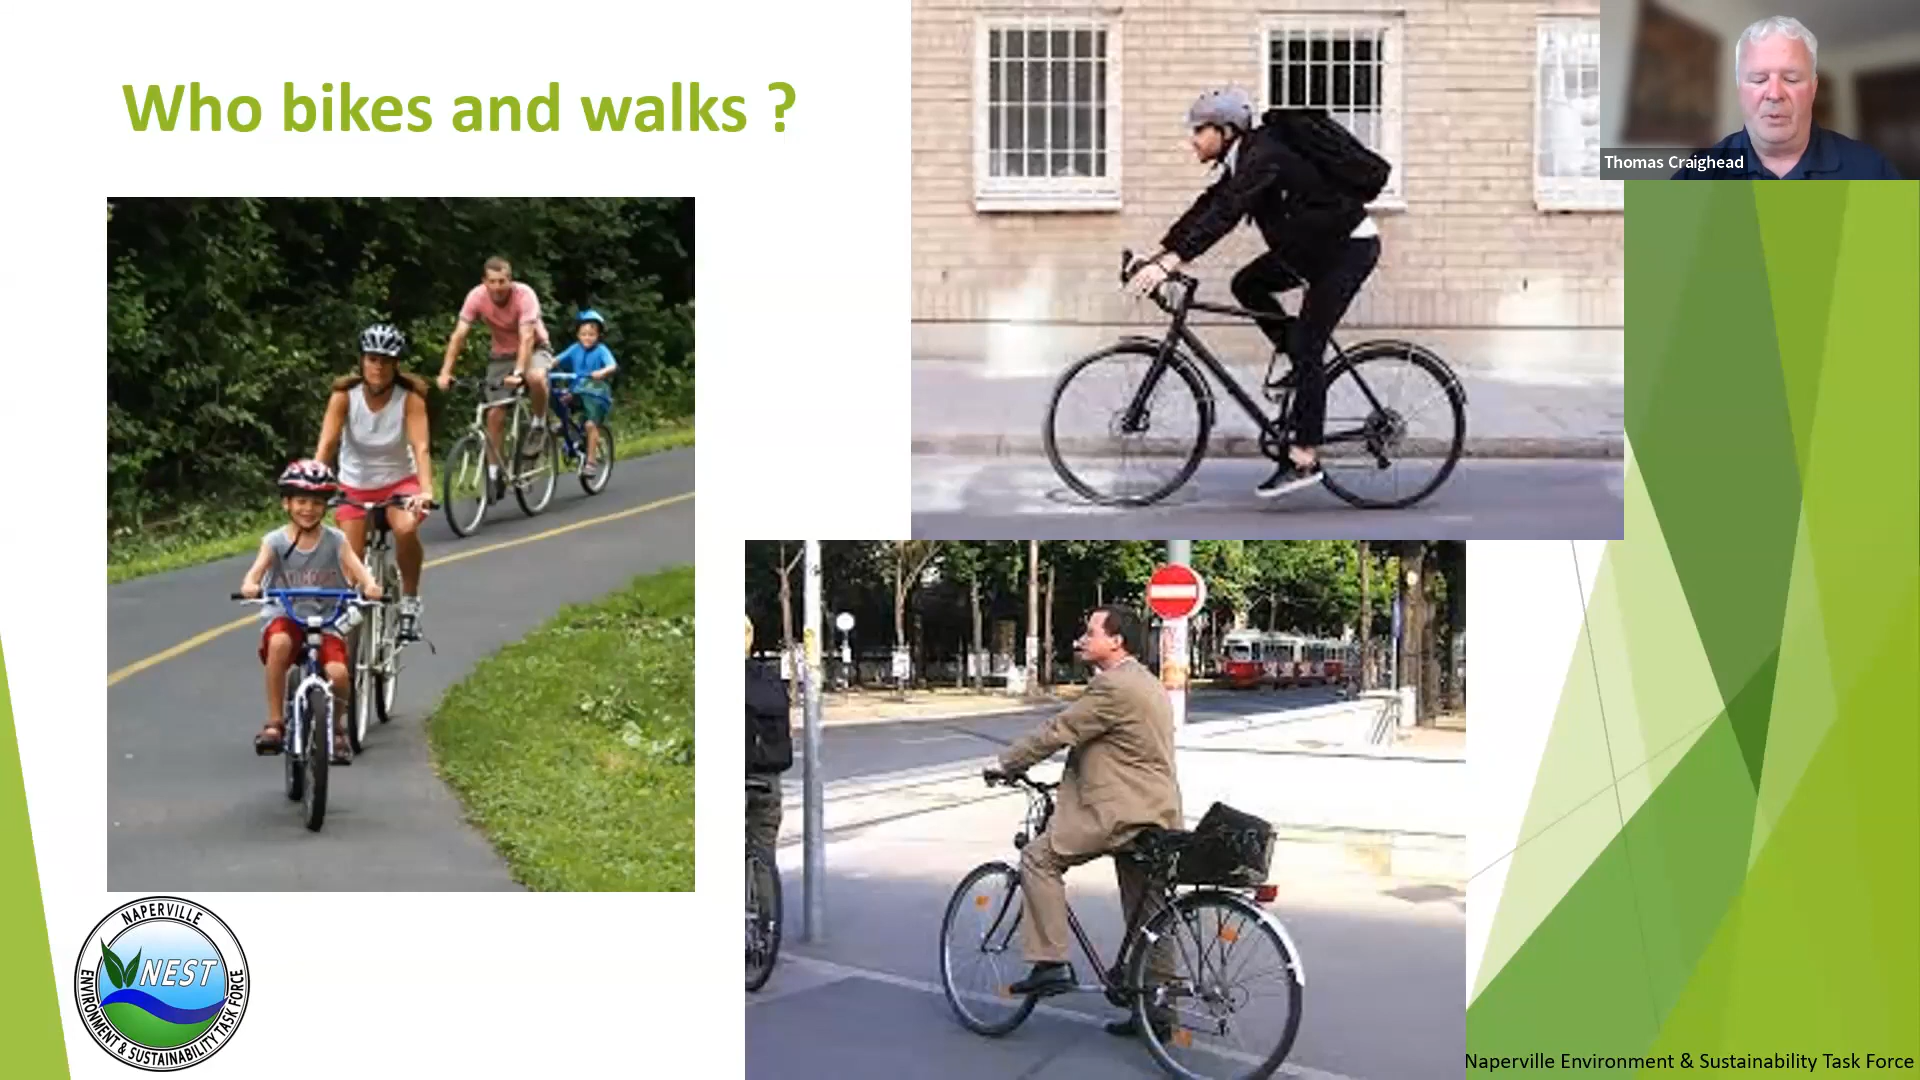 Who bikes and walks ?
Thomas Craighead
NAPERVILLE
NEST
ENVIRONMENT & SUSTAINABILITY TASK FORCE
Naperville Environment & Sustainability Task Force